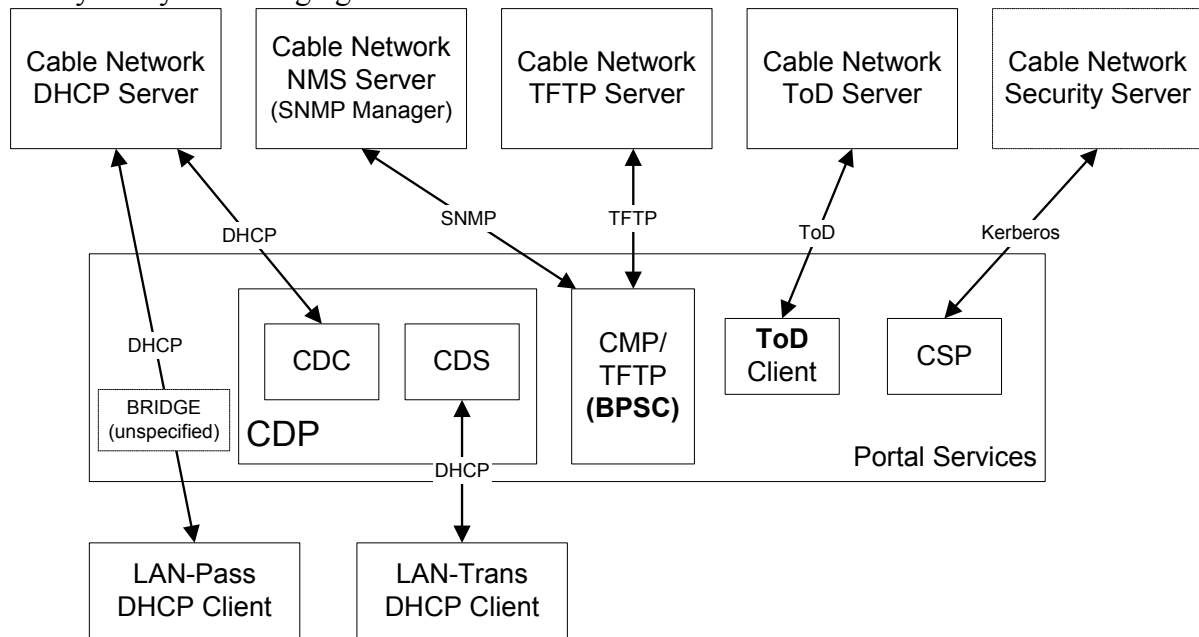 Cable Network
DHCP Server
Cable Network
NMS Server
(SNMP Manager)
Cable Network
TFTP Server
Cable Network
ToD Server
Cable Network
Security Server
SNMP
TFTP
ToD
Kerberos
DHCP
DHCP
BRIDGE
(unspecified)
CDC
CDS
CDP
CMP/
TFTP
(BPSC)
ToD
Client
CSP
Portal Services
DHCP
LAN-Pass
DHCP Client
LAN-Trans
DHCP Client